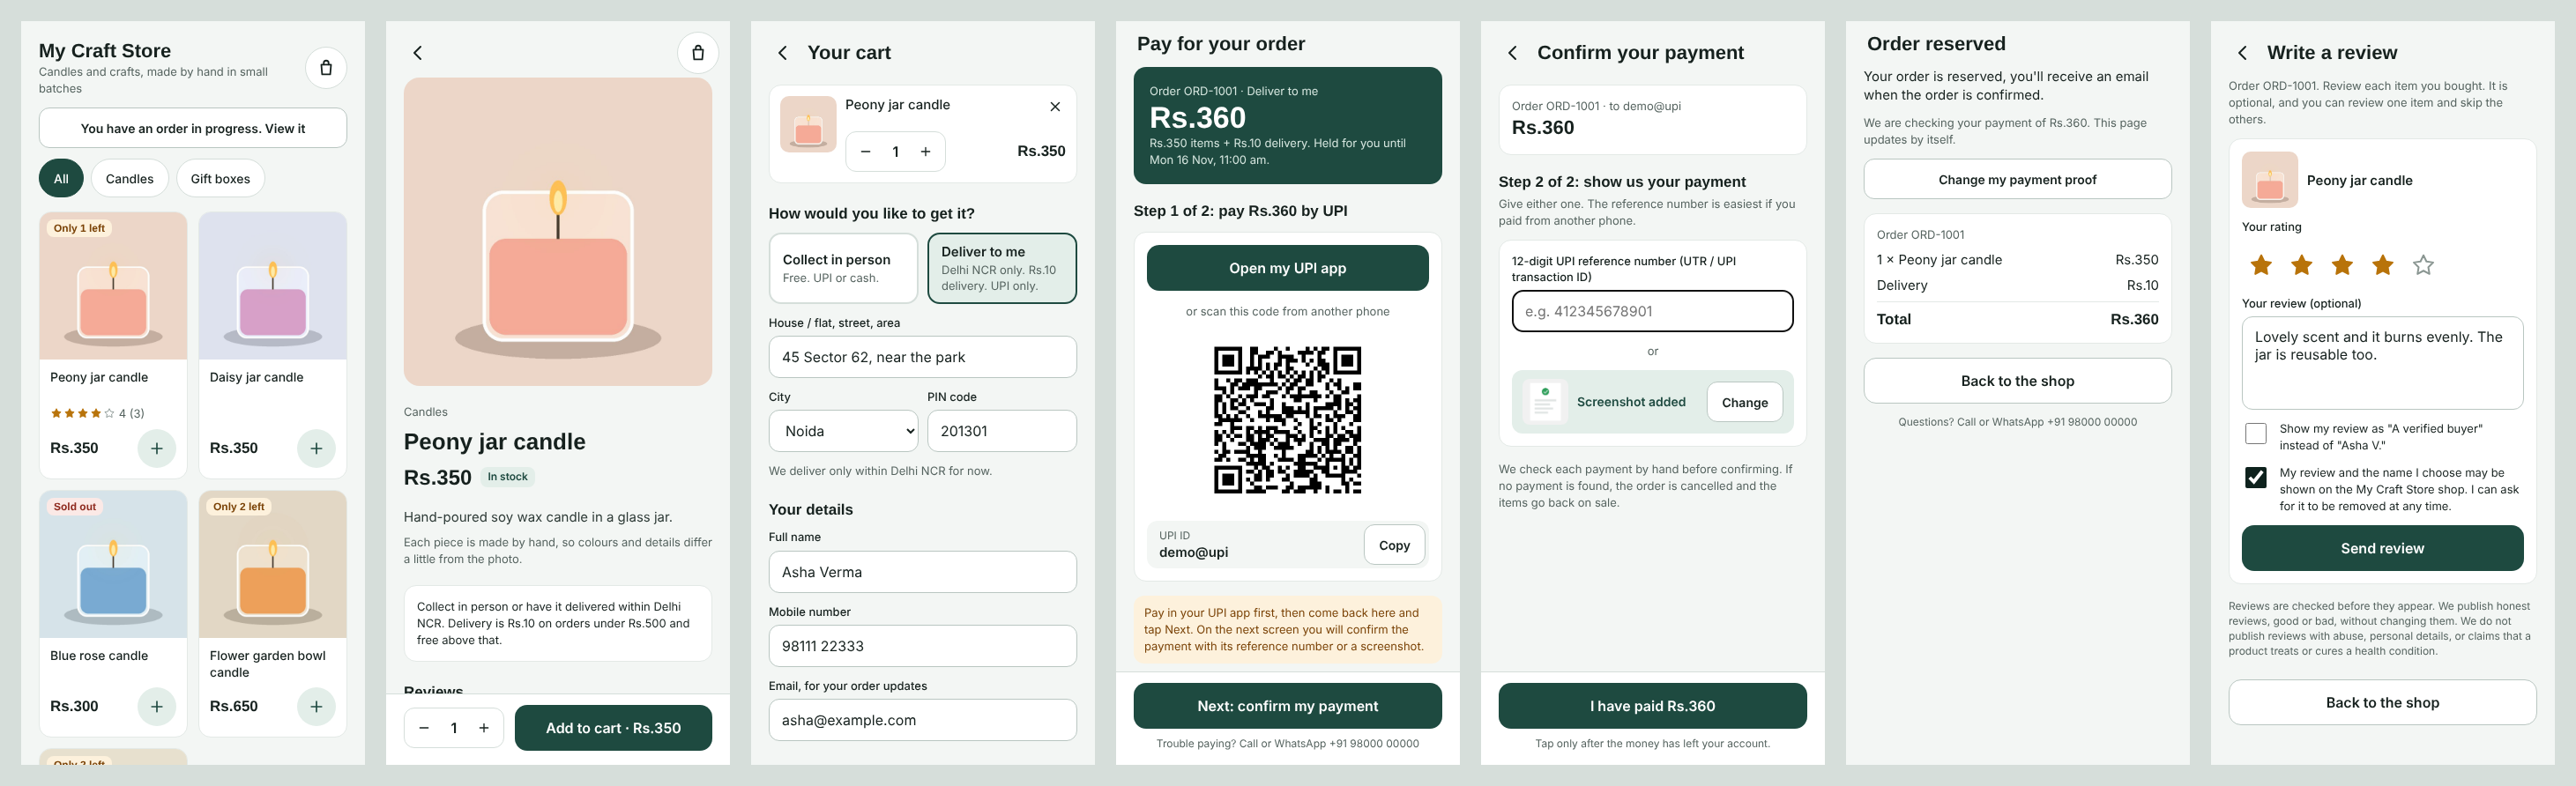 My Craft Store
Candles and crafts, made by hand in small
batches
You have an order in progress. View it
All
Candles
Gift boxes
Only 1 left
Peony jar candle
4 (3)
Rs.350
Daisy jar candle
Rs.350
Sold out
Blue rose candle
Rs.300
Only 2 left
Flower garden bowl
candle
Rs.650
Only 2 left
Candles
Peony jar candle
Rs.350
In stock
Hand-poured soy wax candle in a glass jar.
Each piece is made by hand, so colours and details differ
a little from the photo.
Collect in person or have it delivered within Delhi
NCR. Delivery is Rs.10 on orders under Rs.500 and
free above that.
Reviews
1
Add to cart · Rs.350
Your cart
Peony jar candle
1
Rs.350
How would you like to get it?
Collect in person
Free. UPI or cash.
Deliver to me
Delhi NCR only. Rs.10
delivery. UPI only.
House / flat, street, area
45 Sector 62, near the park
City
PIN code
Noida
201301
We deliver only within Delhi NCR for now.
Your details
Full name
Asha Verma
Mobile number
98111 22333
Email, for your order updates
asha@example.com
Pay for your order
Order ORD-1001 · Deliver to me
Rs.360
Rs.350 items + Rs.10 delivery. Held for you until
Mon 16 Nov, 11:00 am.
Step 1 of 2: pay Rs.360 by UPI
Open my UPI app
or scan this code from another phone
UPI ID
demo@upi
Copy
Pay in your UPI app first, then come back here and
tap Next. On the next screen you will confirm the
payment with its reference number or a screenshot.
Next: confirm my payment
Trouble paying? Call or WhatsApp +91 98000 00000
Confirm your payment
Order ORD-1001 · to demo@upi
Rs.360
Step 2 of 2: show us your payment
Give either one. The reference number is easiest if you
paid from another phone.
12-digit UPI reference number (UTR / UPI
transaction ID)
e.g. 412345678901
or
Screenshot added
Change
We check each payment by hand before confirming. If
no payment is found, the order is cancelled and the
items go back on sale.
I have paid Rs.360
Tap only after the money has left your account.
Order reserved
Your order is reserved, you'll receive an email
when the order is confirmed.
We are checking your payment of Rs.360. This page
updates by itself.
Change my payment proof
Order ORD-1001
1 × Peony jar candle Rs.350
Delivery Rs.10
Total Rs.360
Back to the shop
Questions? Call or WhatsApp +91 98000 00000
Write a review
Order ORD-1001. Review each item you bought. It is
optional, and you can review one item and skip the
others.
Peony jar candle
Your rating
Your review (optional)
Lovely scent and it burns evenly. The
jar is reusable too.
Show my review as "A verified buyer"
instead of "Asha V."
My review and the name I choose may be
shown on the My Craft Store shop. I can ask
for it to be removed at any time.
Send review
Reviews are checked before they appear. We publish honest
reviews, good or bad, without changing them. We do not
publish reviews with abuse, personal details, or claims that a
product treats or cures a health condition.
Back to the shop